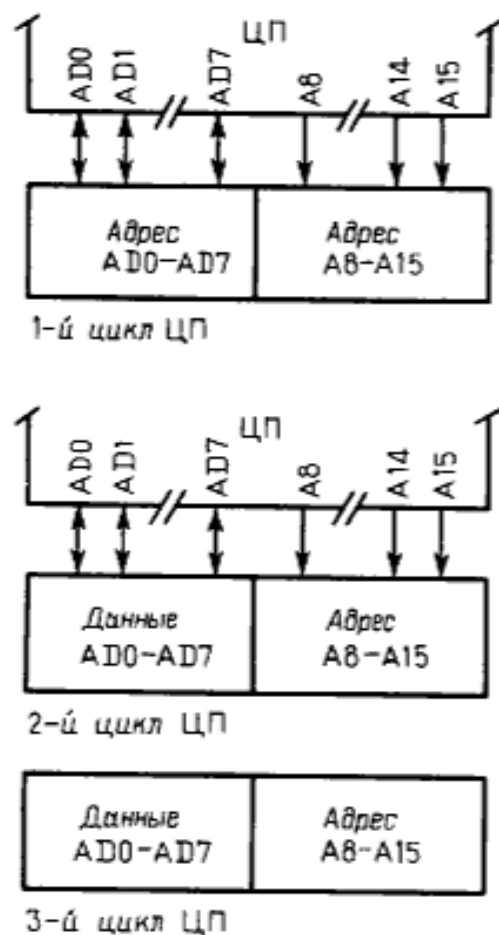 ЦП
AD0 AD1 AD7 A8 A14 A15
Адрес Адрес
AD0-AD7 A8-A15
1-й цикл ЦП
ЦП
AD0 AD1 AD7 A8 A14 A15
Данные Адрес
AD0-AD7 A8-A15
2-й цикл ЦП
Данные Адрес
AD0-AD7 A8-A15
3-й цикл ЦП